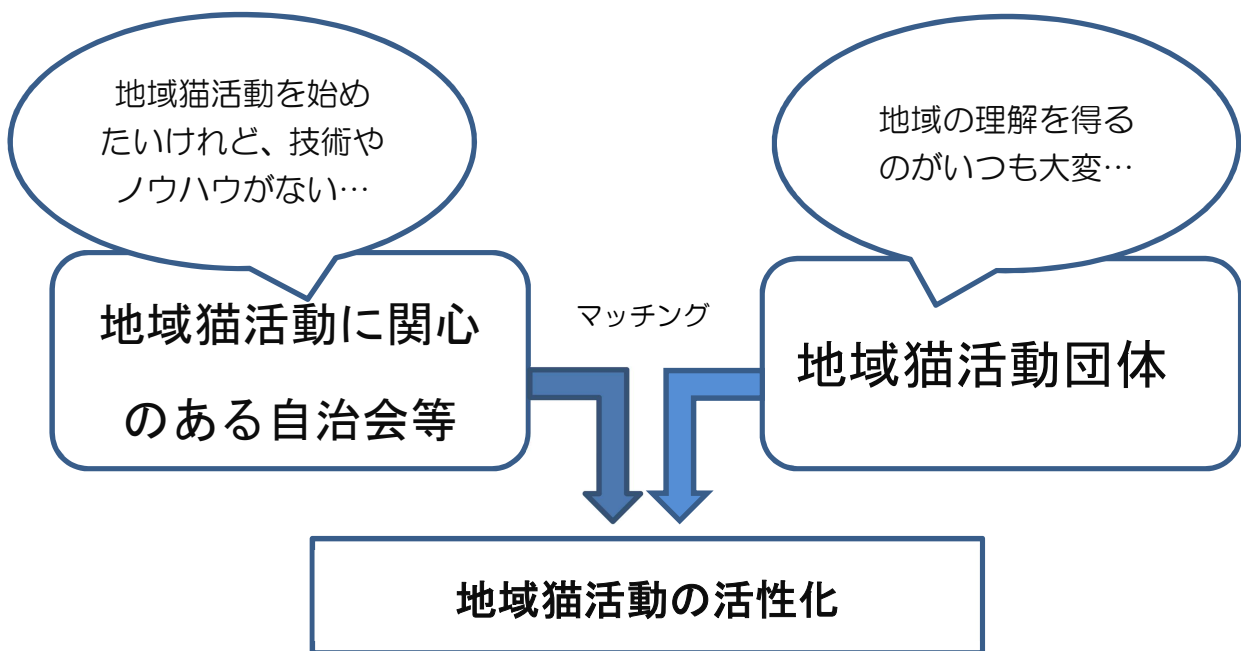 地域猫活動を始め
たいけれど、技術や
ノウハウがない…
地域の理解を得る
のがいつも大変…
地域猫活動に関心
のある自治会等
マッチング
地域猫活動団体
地域猫活動の活性化